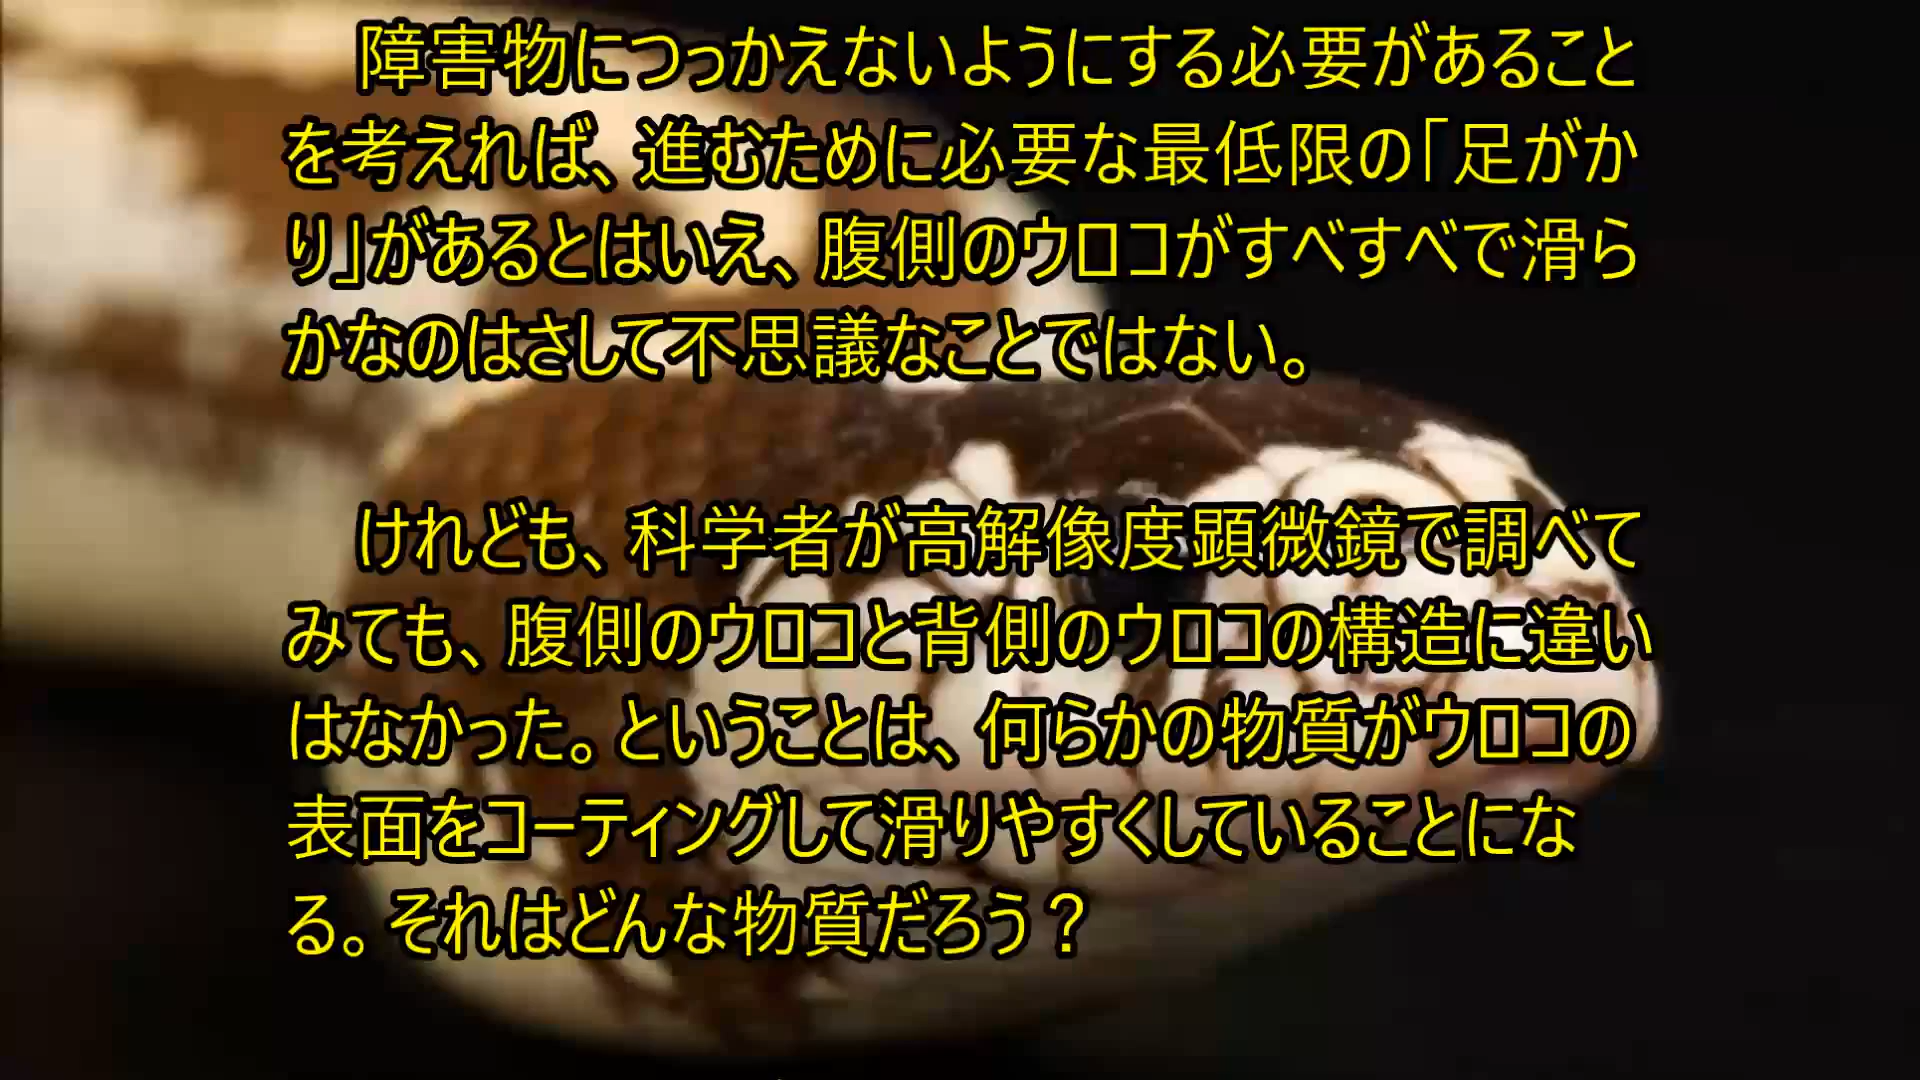 障害物につっかえないようにする必要があること
を考えれば、進むために必要な最低限の「足がか
り」があるとはいえ、腹側のウロコがすべすべで滑ら
かなのはさして不思議なことではない。
けれども、科学者が高解像度顕微鏡で調べて
みても、腹側のウロコと背側のウロコの構造に違い
はなかった。ということは、何らかの物質がウロコの
表面をコーティングして滑りやすくしていることにな
る。それはどんな物質だろう？